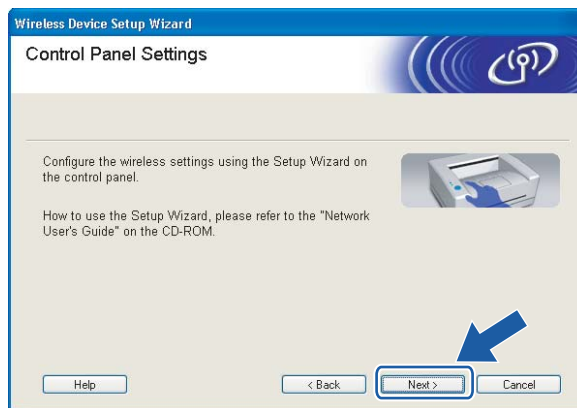 Wireless Device Setup Wizard
Control Panel Settings
Configure the wireless settings using the Setup Wizard on
the control panel.
How to use the Setup Wizard, please refer to the "Network
User's Guide" on the CD-ROM.
Help
< Back
Next >
Cancel